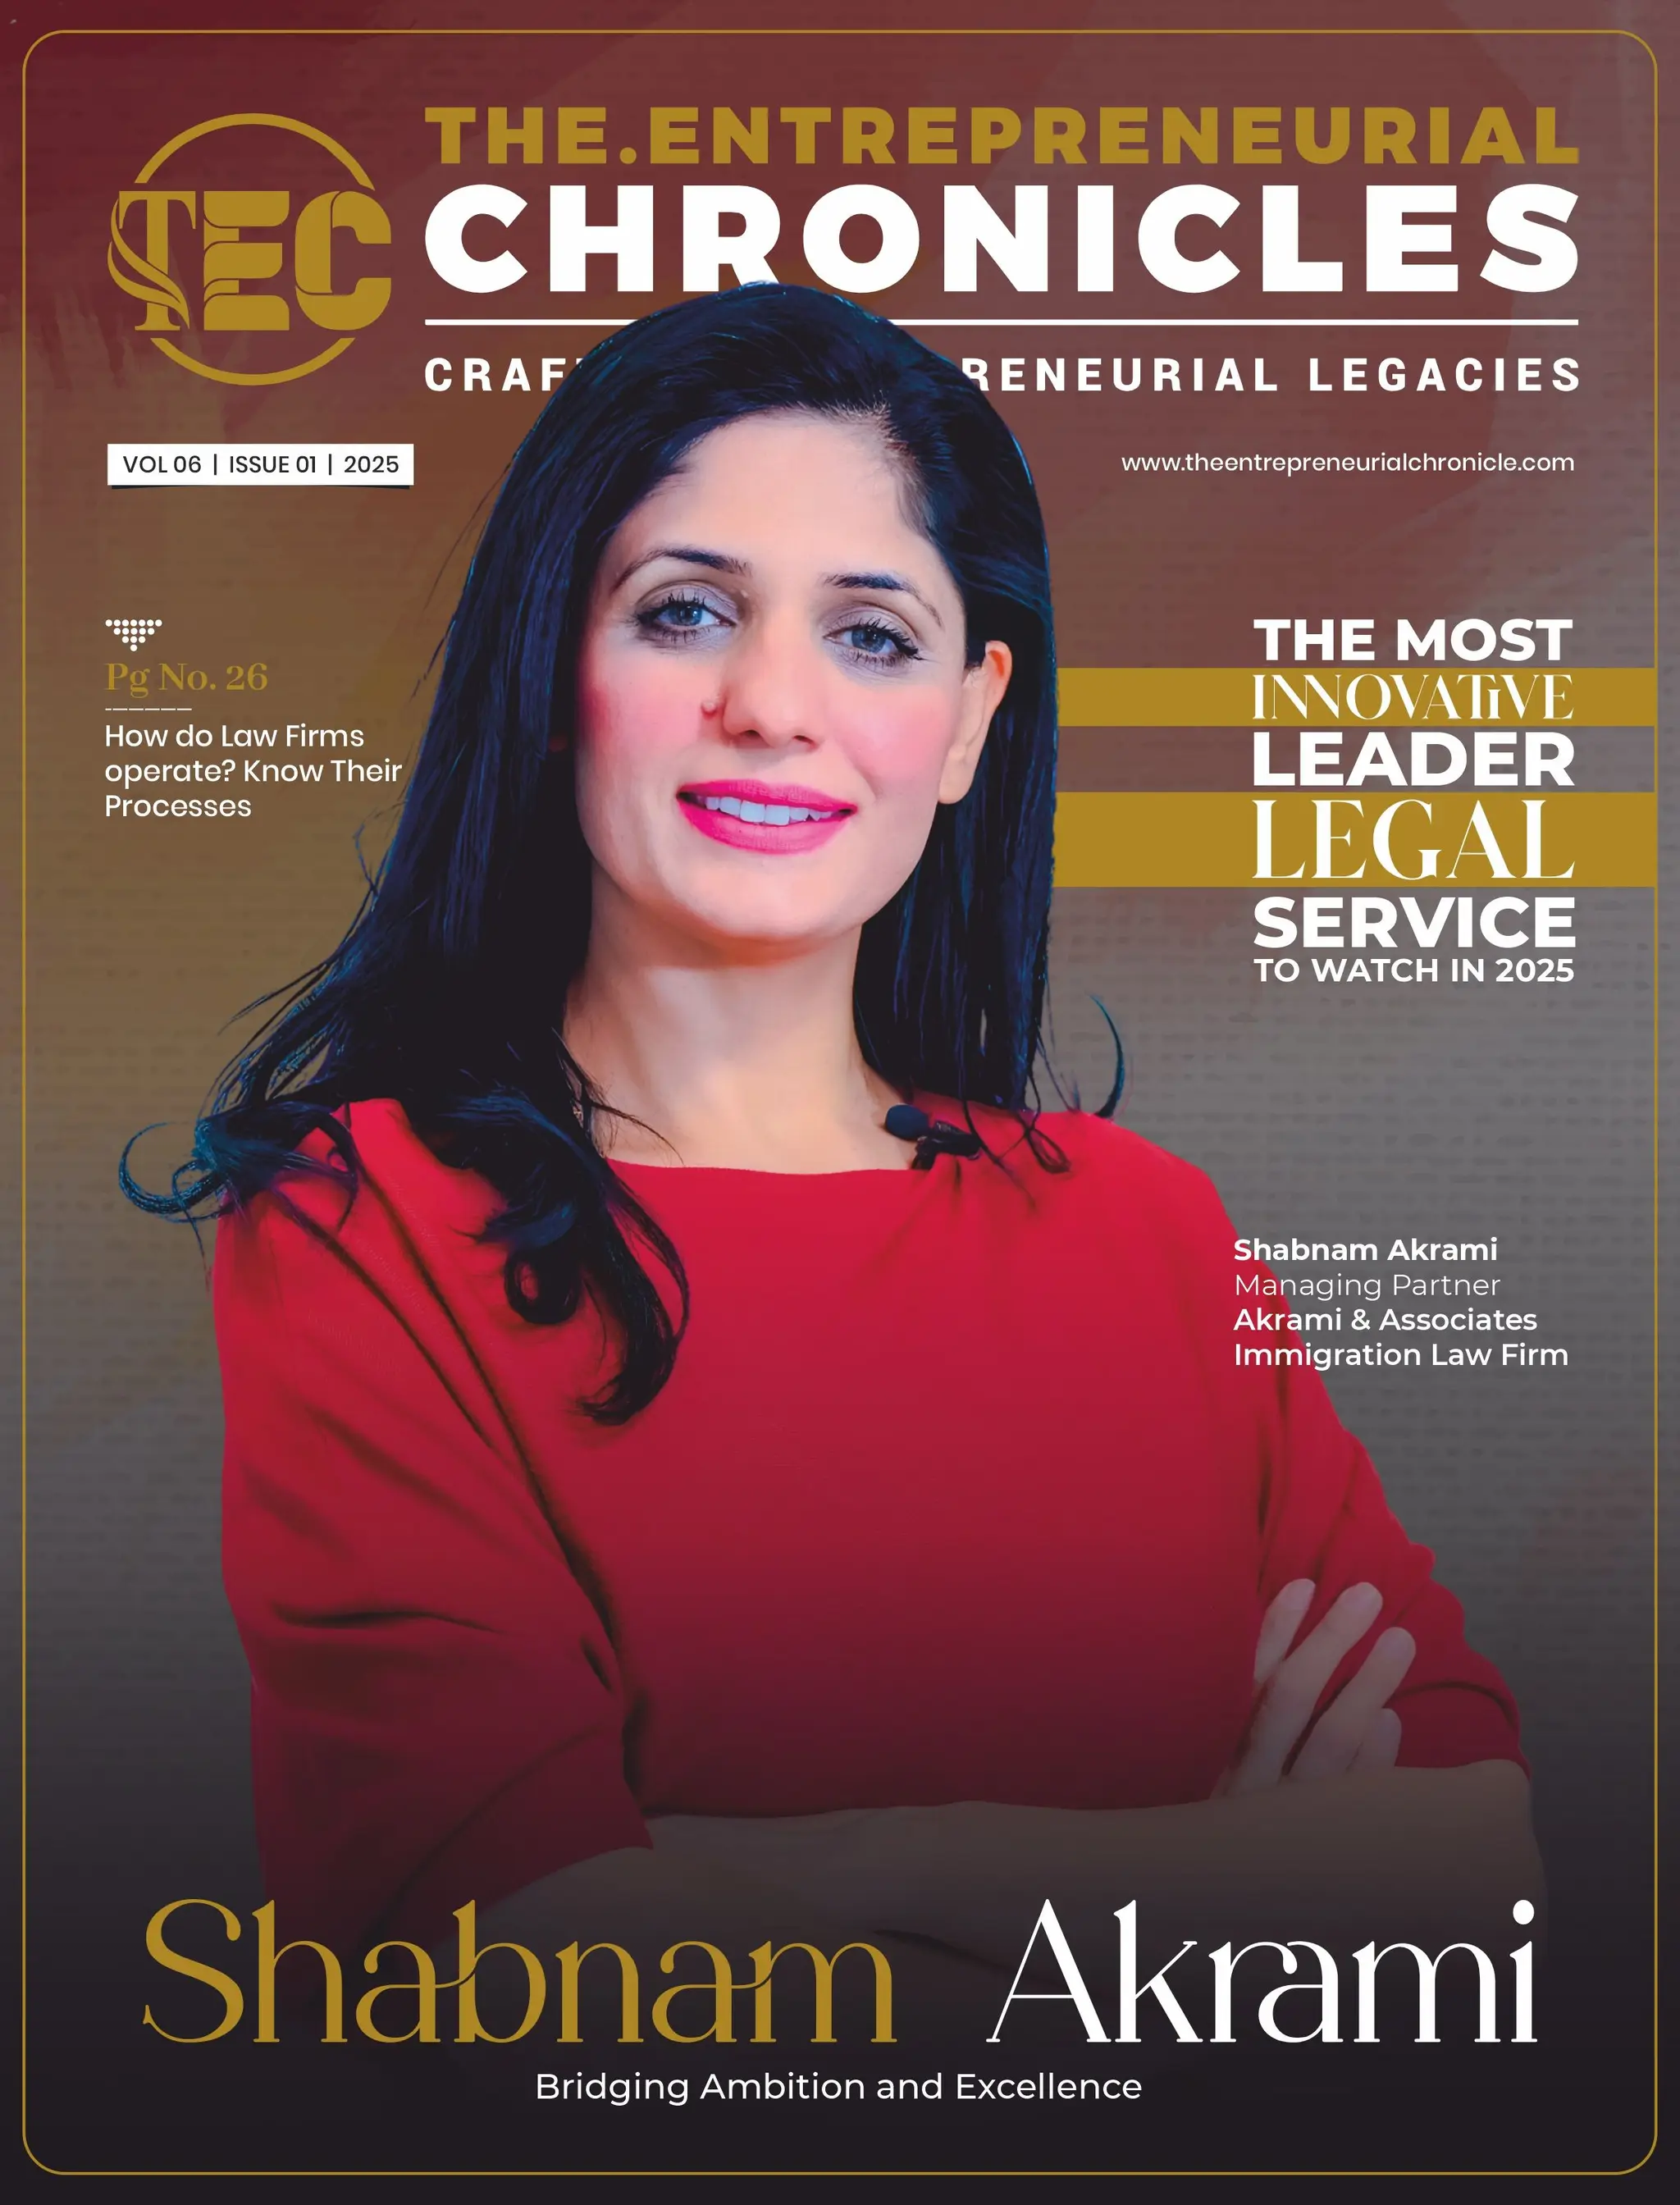 TEC
THE.ENTREPRENEURIAL
CHRONICLES
RENEURIAL LEGACIES
VOL 06 | ISSUE 01 | 2025
www.theentrepreneurialchronicle.com
Pg No. 26
How do Law Firms
operate? Know Their
Processes
THE MOST
INNOVATiVE
LEADER
LEGAL
SERVICE
TO WATCH IN 2025
Shabnam Akrami
Managing Partner
Akrami & Associates
Immigration Law Firm
Shabnam Akrami
Bridging Ambition and Excellence